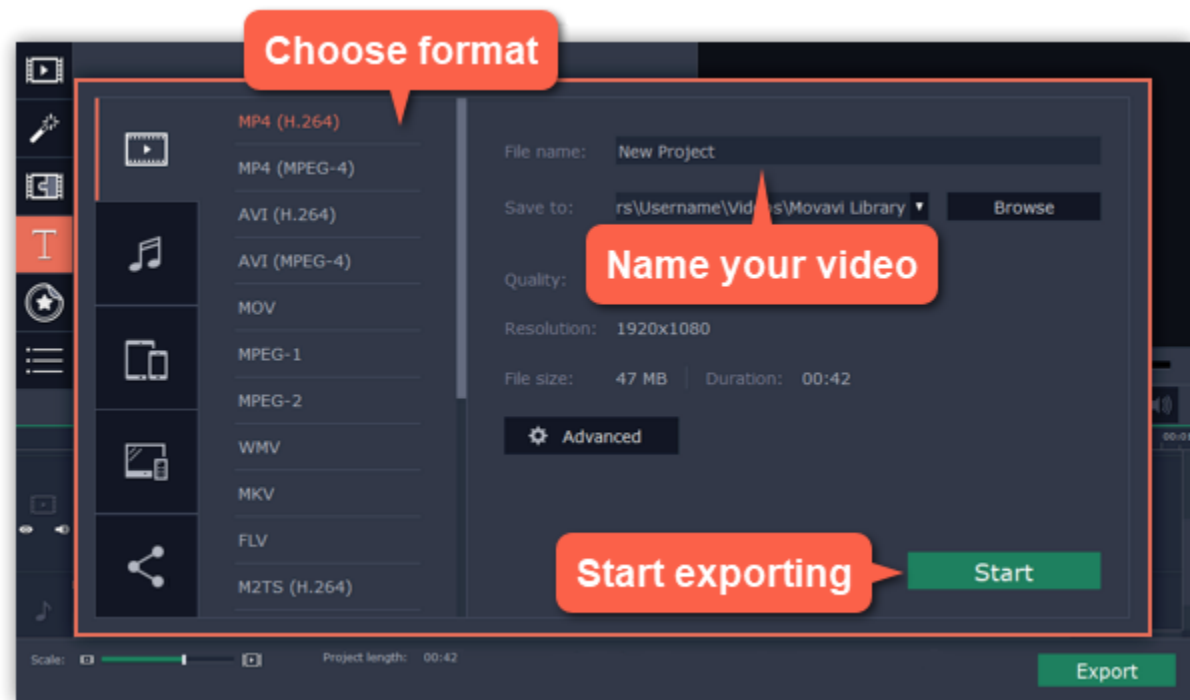 Choose format
MP4 (H.264)
MP4 (MPEG-4)
AVI (H.264)
AVI (MPEG-4)
MOV
MPEG-1
MPEG-2
WMV
MKV
FLV
M2TS (H.264)
File name: New Project
Save to: rs\Username\Vid s\Movavi Library Browse
Name your video
Quality:
Resolution: 1920x1080
File size: 47 MB Duration: 00:42
Advanced
Start exporting
Start
T
Scale: Project length: 00:42
Export